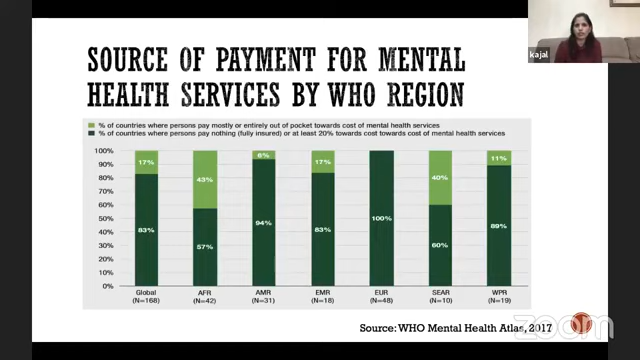 kajal
SOURCE OF PAYMENT FOR MENTAL
HEALTH SERVICES BY WHO REGION
% of countries where persons pay mostly or entirely out of pocket towards cost of mental health services
% of countries where persons pay nothing (fully insured) or at least 20% towards cost towards cost of mental health services
100%
90%
80%
70%
60%
50%
40%
30%
20%
10%
0%
17% 43% 6% 17% 40% 11%
83% 57% 94% 83% 100% 60% 89%
Global AFR AMR EMR EUR SEAR WPR
(N=168) (N=42) (N=31) (N=18) (N=48) (N=10) (N=19)
Source: WHO Mental Health Atlas, 2017
zoom